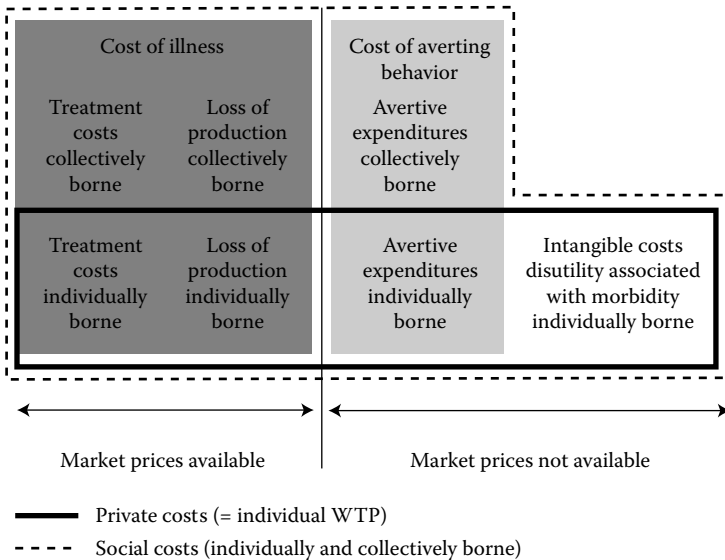 Cost of illness
Cost of averting
behavior
Treatment
costs
collectively
borne
Loss of
production
collectively
borne
Avertive
expenditures
collectively
borne
Treatment
costs
individually
borne
Loss of
production
individually
borne
Avertive
expenditures
individually
borne
Intangible costs
disutility associated
with morbidity
individually borne
Market prices available
Market prices not available
Private costs (= individual WTP)
Social costs (individually and collectively borne)